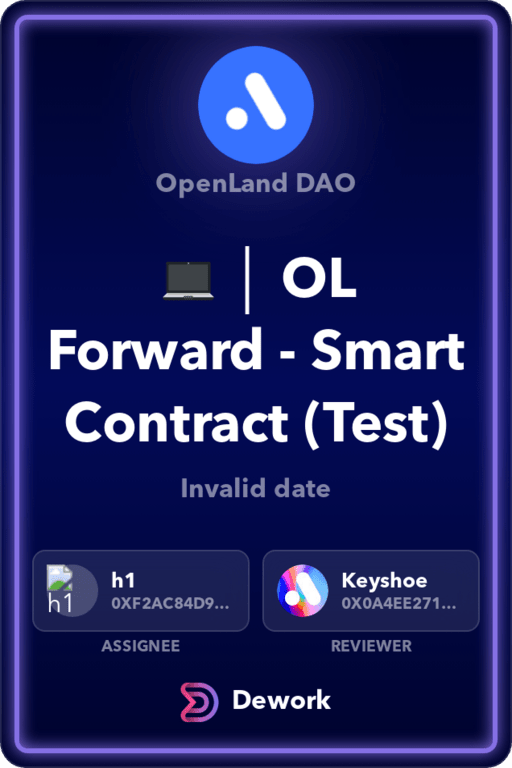 OpenLand DAO
💻 | OL
Forward - Smart
Contract (Test)
Invalid date
h1
h1
0XF2AC84D9...
Keyshoe
0X0A4EE271...
ASSIGNEE
REVIEWER
Dework